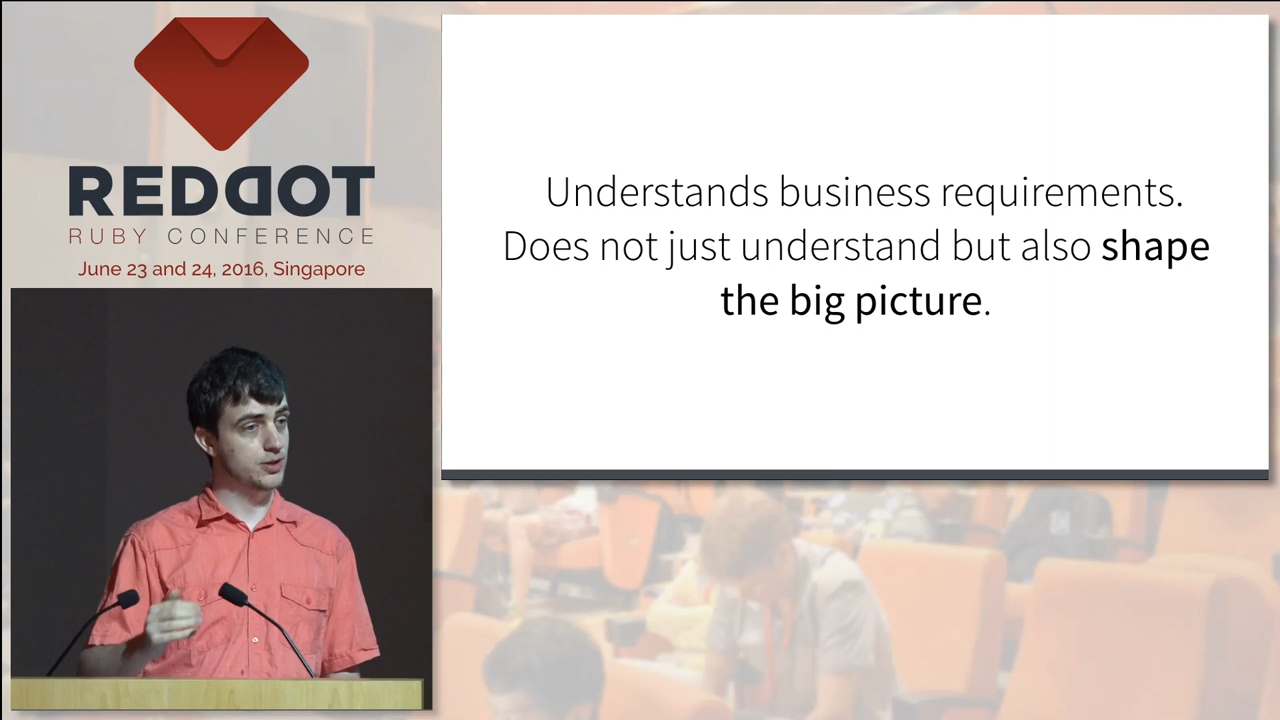 REDDOT
RUBY CONFERENCE
June 23 and 24, 2016, Singapore
Understands business requirements.
Does not just understand but also shape
the big picture.